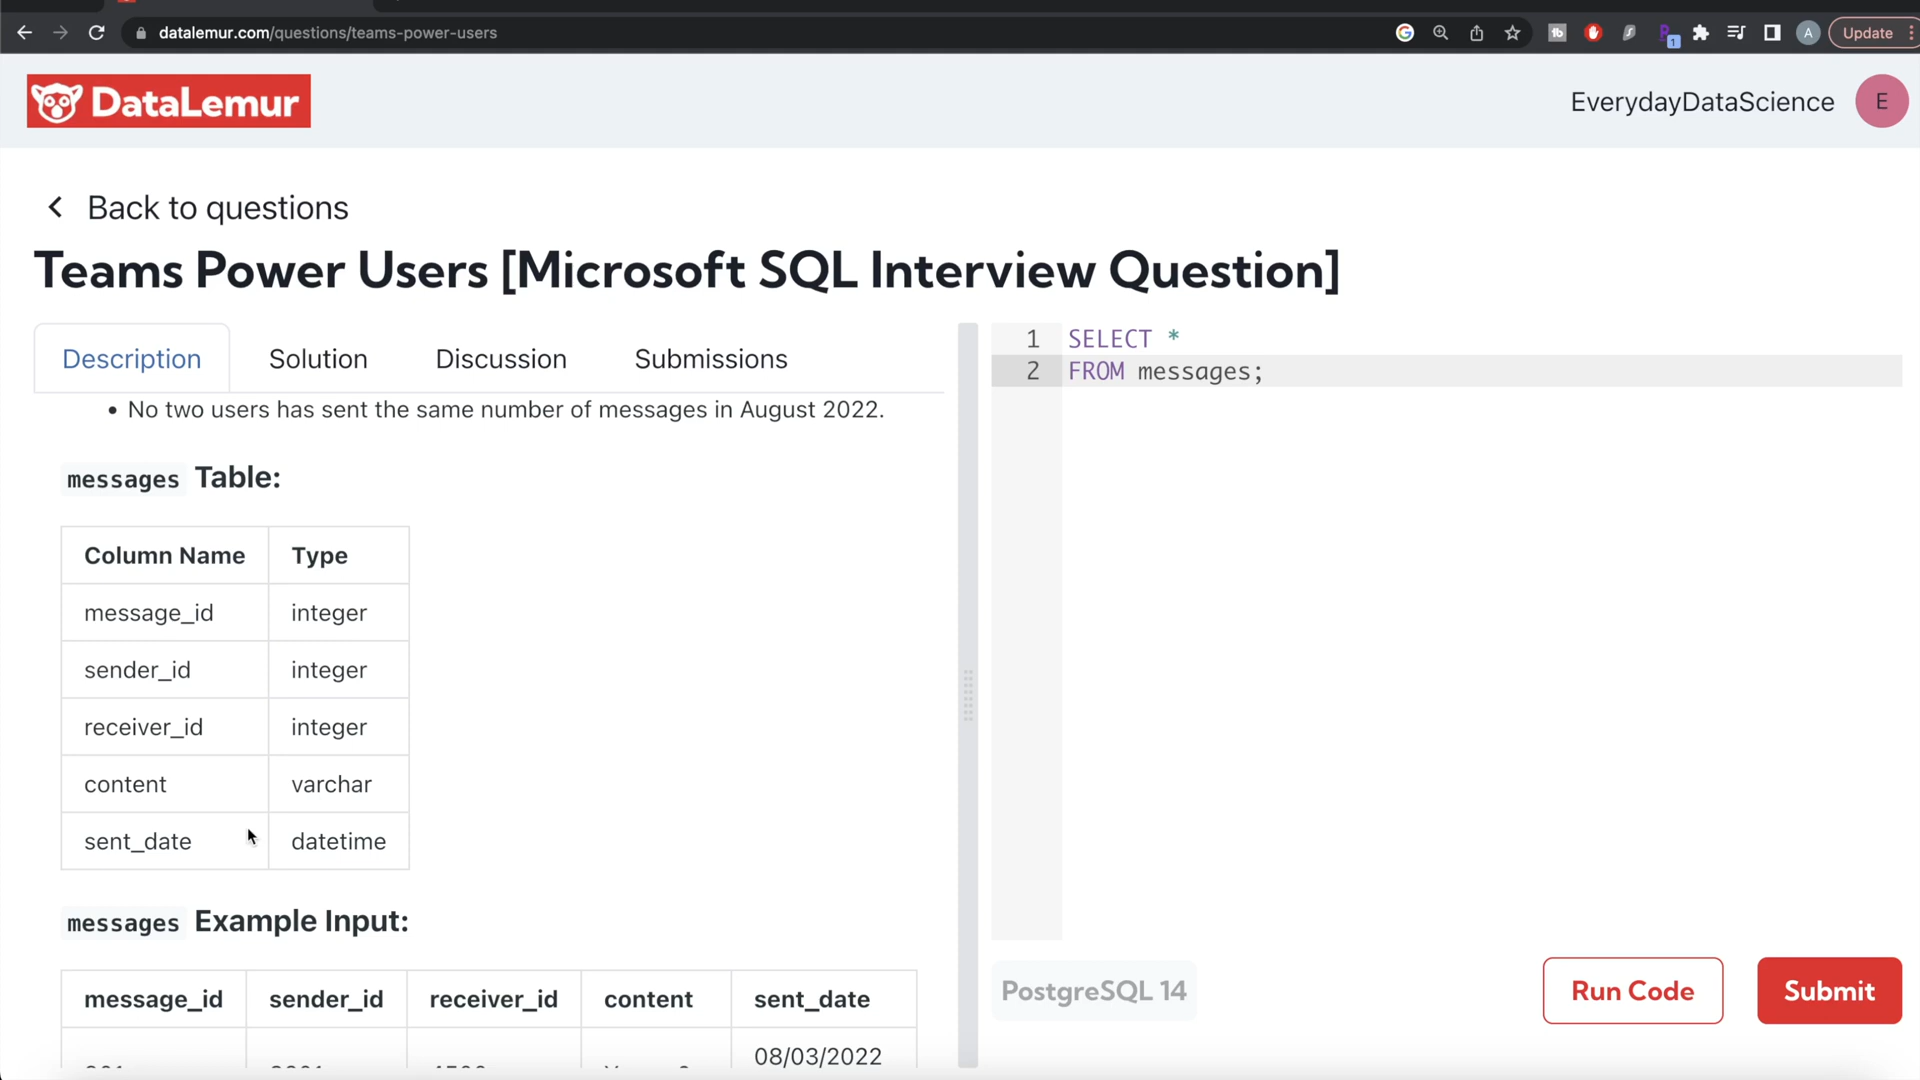 datalemur.com/questions/teams-power-users
1
A
Update
DataLemur
EverydayDataScience
E
Back to questions
Teams Power Users [Microsoft SQL Interview Question]
Description Solution Discussion Submissions
• No two users has sent the same number of messages in August 2022.
messages Table:
Column Name Type
message_id integer
sender_id integer
receiver_id integer
content varchar
sent_date datetime
messages Example Input:
message_id sender_id receiver_id content sent_date
08/03/2022
1 SELECT *
2 FROM messages;
PostgreSQL 14
Run Code
Submit